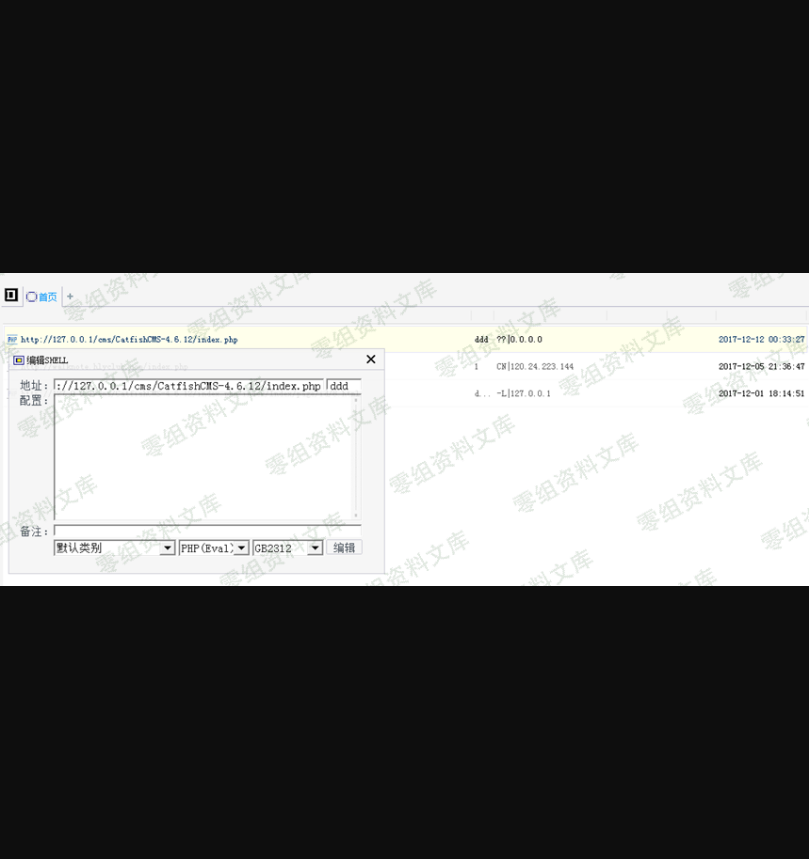 首页 +
http://127.0.0.1/cms/CatfishCMS-4.6.12/index.php ddd ??|0.0.0.0 2017-12-12 00:33:27
编辑SHELL
1 CN|120.24.223.144 2017-12-05 21:36:47
地址: ://127.0.0.1/cms/CatfishCMS-4.6.12/index.php ddd
d... -L|127.0.0.1 2017-12-01 18:14:51
配置:
备注:
默认类别 PHP(Eval) GB2312 编辑
零组资料文库